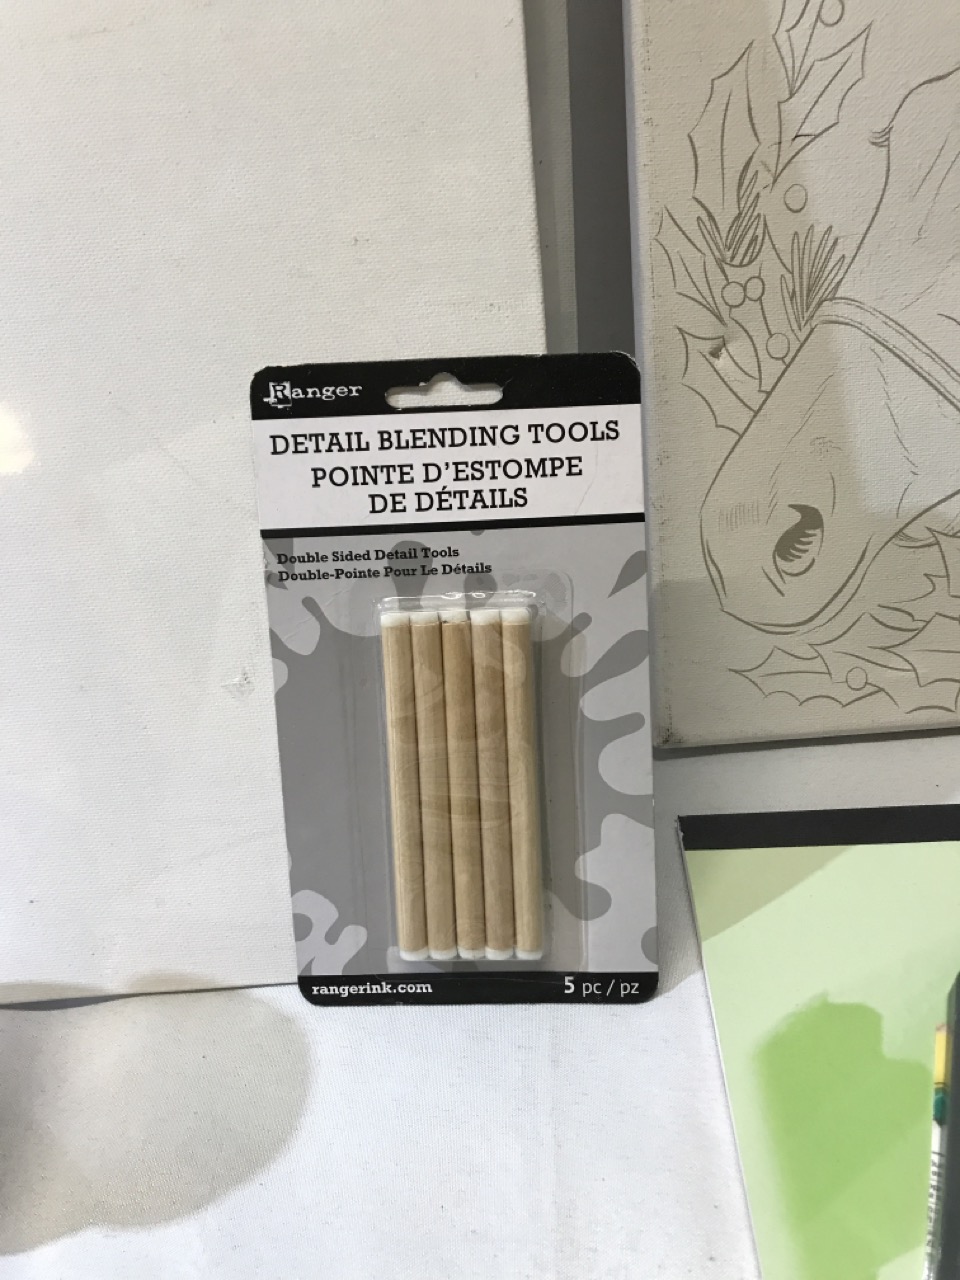 Ranger
DETAIL BLENDING TOOLS
POINTE D'ESTOMPE
DE DÉTAILS
Double Sided Detail Tools
Double-Pointe Pour Le Détails
rangerink.com
5 pc / pz